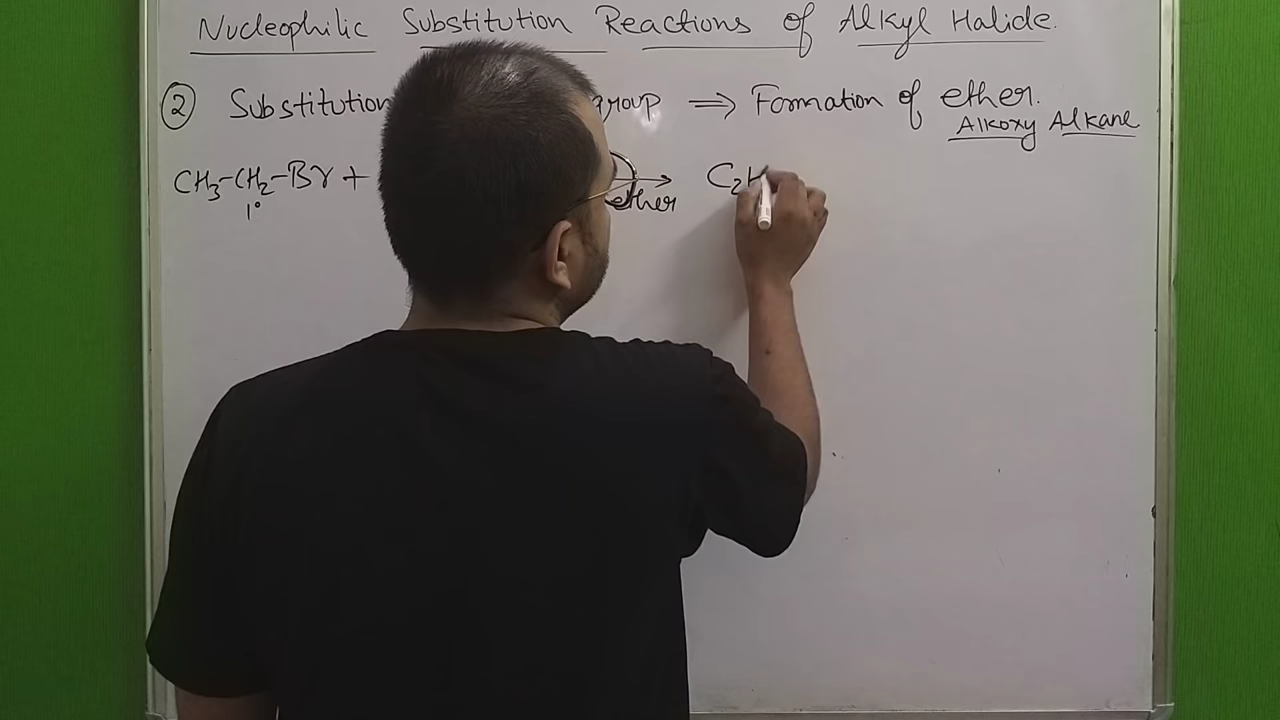 Nucleophilic Substitution Reactions of Alkyl Halide.
② Substitution group ⇒ Formation of ether.
Alkoxy Alkane
CH3-CH2-Br + ether → C2H
1°